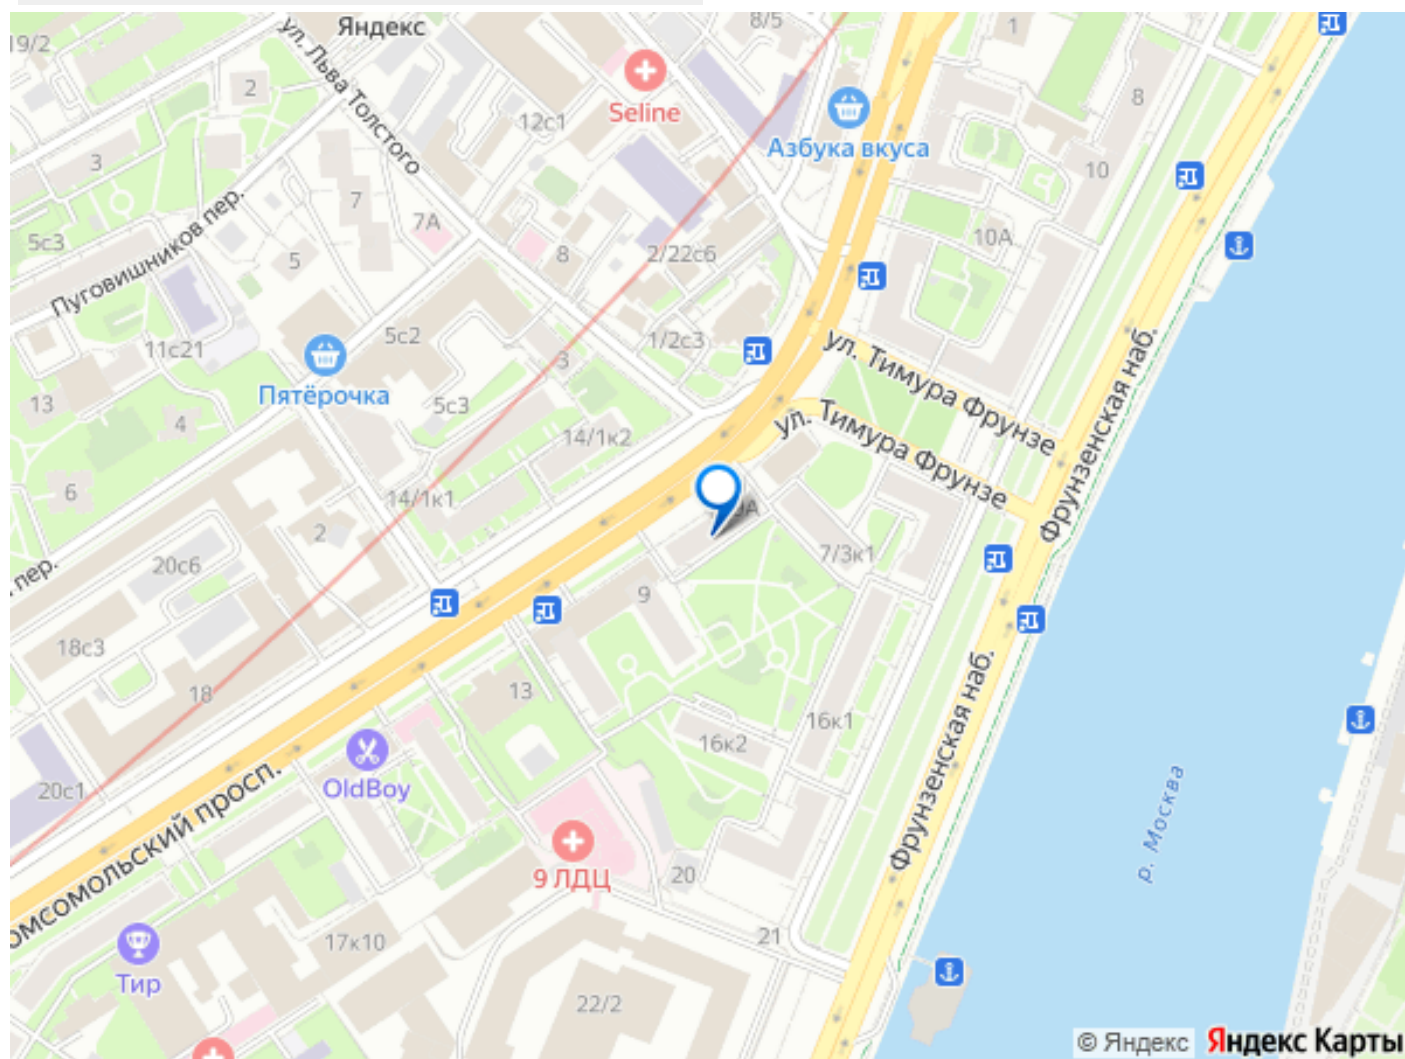 8/5
1
Яндекс
19/2
ул. Льва Толстого
2
Seline
8
12с1
Азбука вкуса
3
10
7
Пуговишников пер.
7А
10А
5с3
8
2/22с6
5
5с2
1/2с3
11с21
ул. Тимура Фрунзе
3
Пятёрочка
13
5с3
4
14/1к2
ул. Тимура Фрунзе
Фрунзенская наб.
6
14/1к1
2
7/3к1
20с6
пер.
9
18с3
13
18
16к1
16к2
Фрунзенская наб.
OldBoy
20с1
р. Москва
омсомольский просп.
9 ЛДЦ
20
17к10
21
Тир
22/2
© Яндекс Яндекс Карты